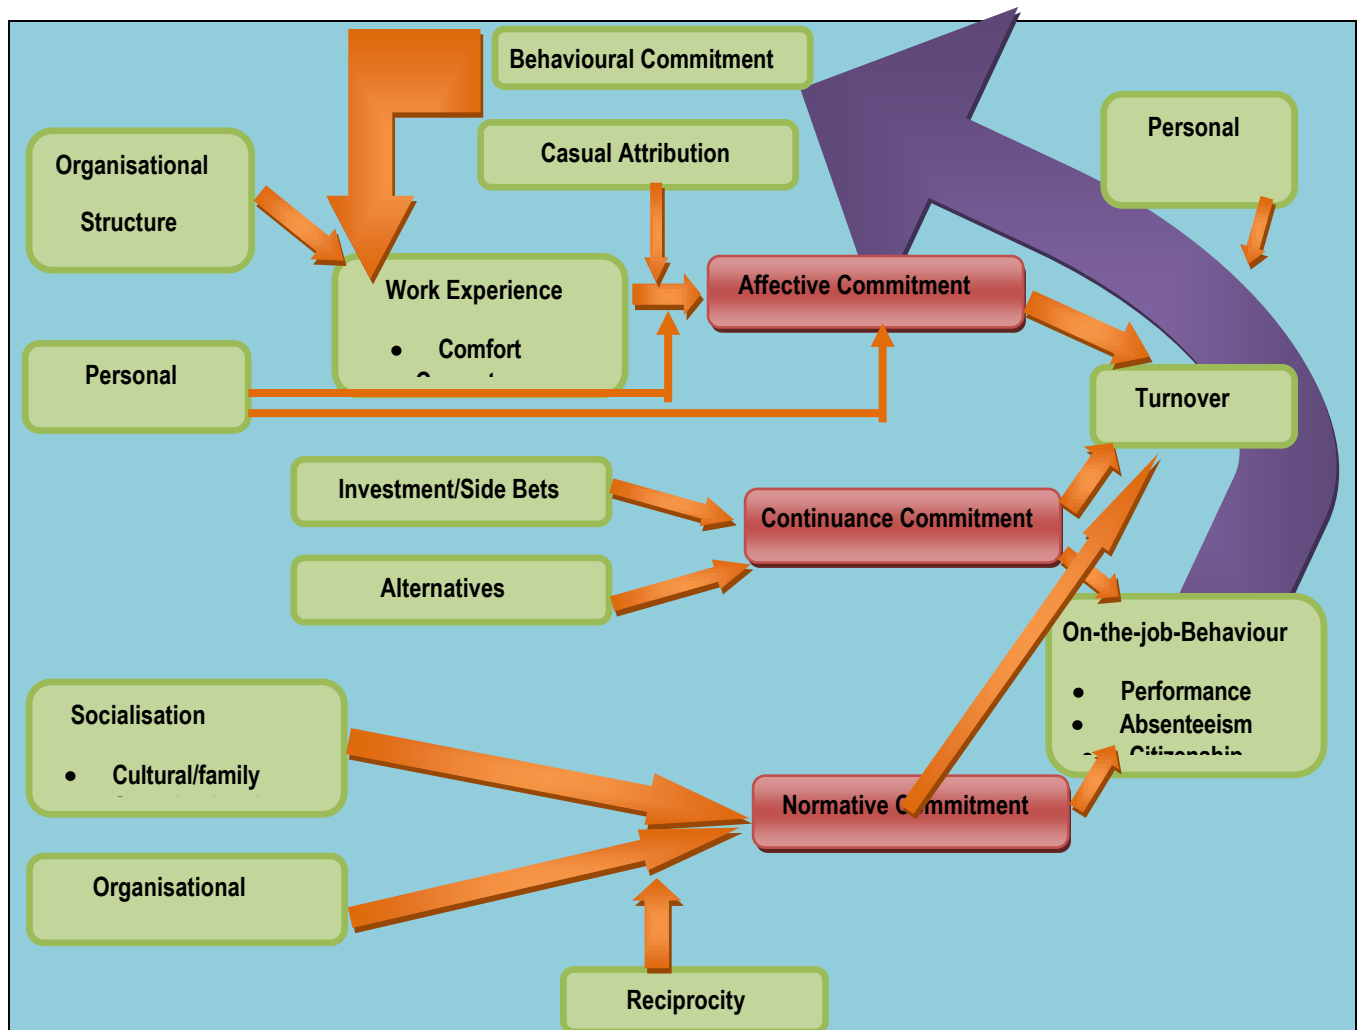 Behavioural Commitment
Personal
Casual Attribution
Organisational
Structure
Work Experience
• Comfort
Affective Commitment
Personal
Turnover
Investment/Side Bets
Continuance Commitment
Alternatives
On-the-job-Behaviour
• Performance
• Absenteeism
• Citizenship
Socialisation
• Cultural/family
Normative Commitment
Organisational
Reciprocity